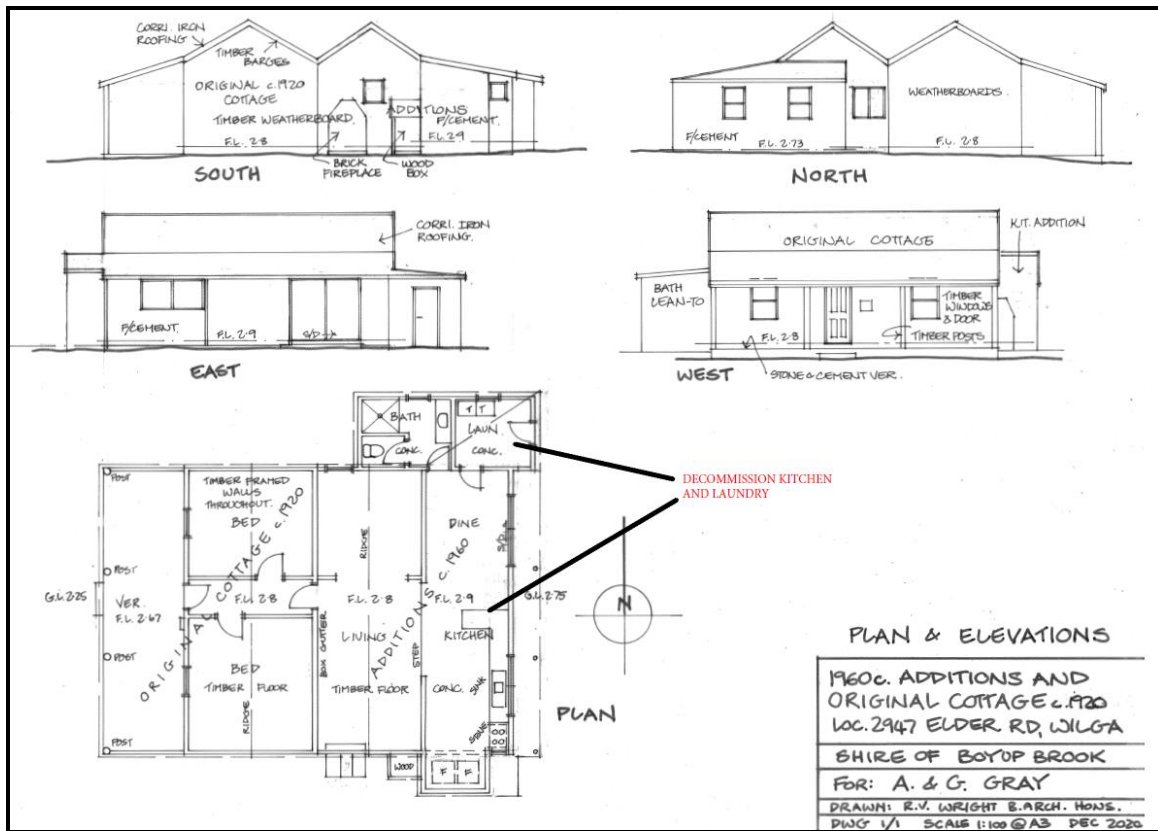 CORRI. IRON
ROOFING
TIMBER
BARGES
ORIGINAL c.1920
COTTAGE
TIMBER WEATHERBOARD.
F.L. 2.8
ADDITIONS
F/CEMENT.
F.L. 2.9
BRICK
FIREPLACE
WOOD
BOX
SOUTH
WEATHERBOARDS
F/CEMENT
F.L. 2.73
F.L. 2.8
NORTH
CORRI. IRON
ROOFING.
F/CEMENT.
F.L. 2.9
S/D
EAST
ORIGINAL COTTAGE
KIT. ADDITION
BATH
LEAN-TO
TIMBER
WINDOWS
& DOOR
F.L. 2.8
TIMBER POSTS
WEST
STONE & CEMENT VER.
BATH
CONC.
T T
LAUN.
CONC.
DECOMMISSION KITCHEN
AND LAUNDRY
POST
TIMBER FRAMED
WALLS
THROUGHOUT.
BED
RIDGE
DINE
S/D
POST
G.L. 2.25
VER.
F.L. 2.67
F.L. 2.8
F.L. 2.8
F.L. 2.9
G.L. 2.75
ORIGINAL COTTAGE c.1920
ADDITIONS c.1960
N
POST
BOX GUTTER
LIVING
STEP
KITCHEN
BED
TIMBER FLOOR
TIMBER FLOOR
CONC.
SINK
RIDGE
STOVE
POST
WOOD
F F
PLAN
PLAN & ELEVATIONS
1960c. ADDITIONS AND
ORIGINAL COTTAGE c.1920
LOC. 2947 ELDER RD, WILGA
SHIRE OF BOYUP BROOK
FOR: A. & G. GRAY
DRAWN: R.V. WRIGHT B.ARCH. HONS.
DWG 1/1 SCALE 1:100 @ A3 DEC 2020